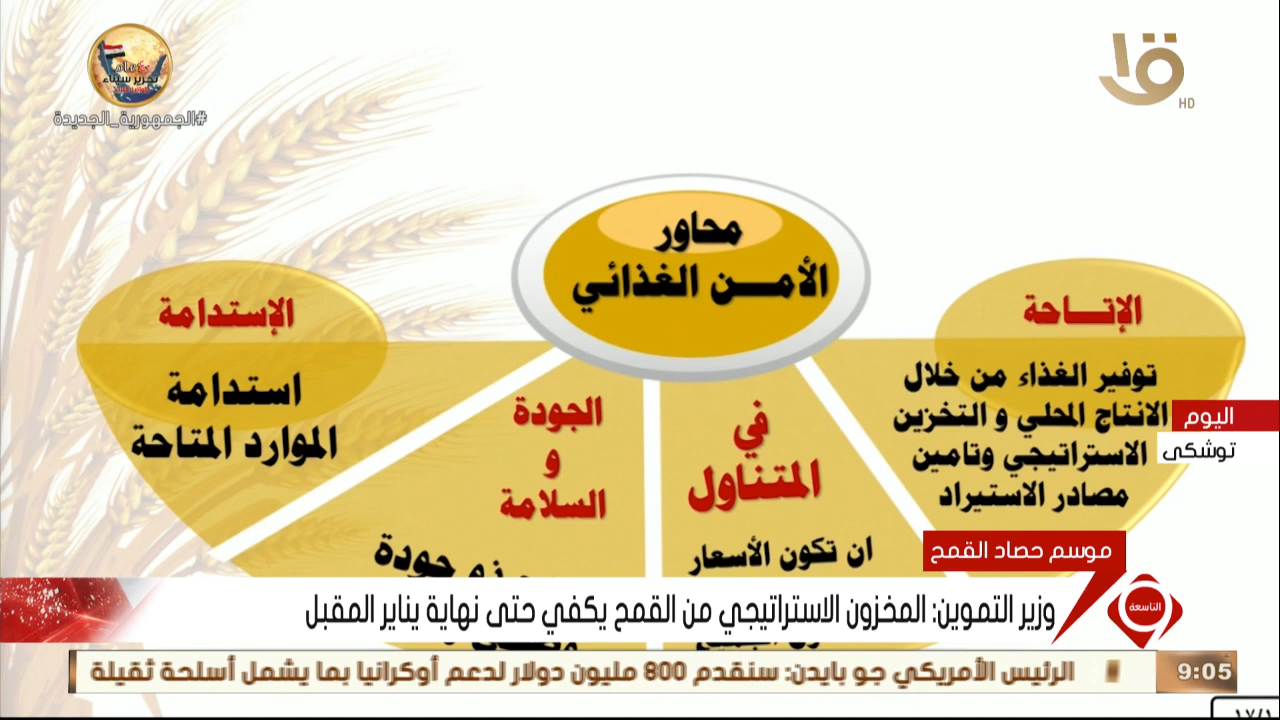 تحرير سيناء
#الجمهورية_الجديدة
HD
محاور
الأمن الغذائي
الإتاحة
توفير الغذاء من خلال
الانتاج المحلي و التخزين
الاستراتيجي وتامين
مصادر الاستيراد
في
المتناول
ان تكون الأسعار
الجودة
و
السلامة
جودة
الإستدامة
استدامة
الموارد المتاحة
اليوم
توشكى
موسم حصاد القمح
التاسعة
وزير التموين: المخزون الاستراتيجي من القمح يكفي حتى نهاية يناير المقبل
9:05
الرئيس الأمريكي جو بايدن: سنقدم 800 مليون دولار لدعم أوكرانيا بما يشمل أسلحة ثقيلة